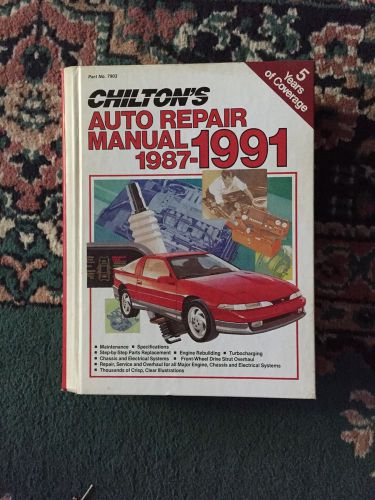 Part No. 7903
5
Years
of Coverage
CHILTON'S
AUTO REPAIR
MANUAL
1987-1991
• Maintenance • Specifications
• Step-by-Step Parts Replacement • Engine Rebuilding • Turbocharging
• Chassis and Electrical Systems • Front Wheel Drive Strut Overhaul
• Repair, Service and Overhaul for all Major Engine, Chassis and Electrical Systems
• Thousands of Crisp, Clear Illustrations